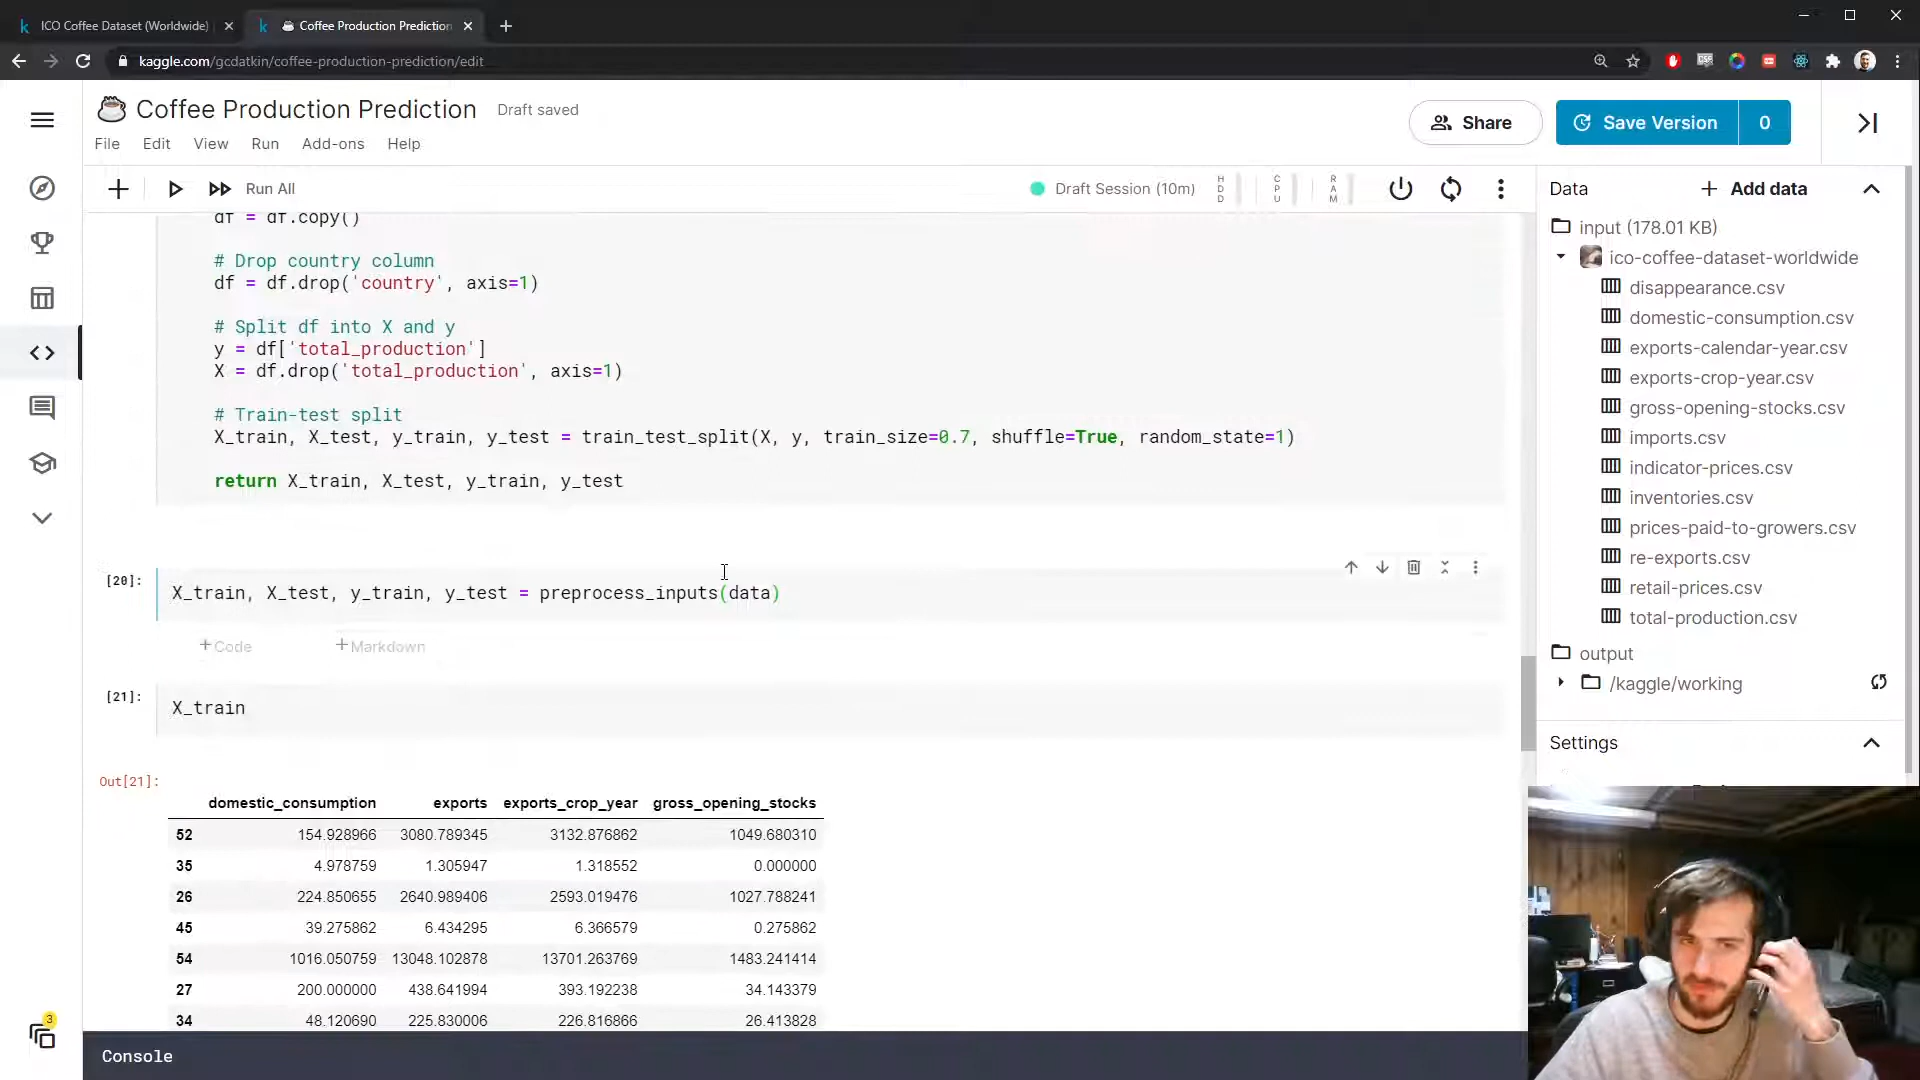 ICO Coffee Dataset (Worldwide)
Coffee Production Prediction
kaggle.com/gcdatkin/coffee-production-prediction/edit
Coffee Production Prediction
Draft saved
Share
Save Version
0
File
Edit
View
Run
Add-ons
Help
Run All
Draft Session (10m)
HDD
CPU
RAM
df = df.copy()
# Drop country column
df = df.drop('country', axis=1)
# Split df into X and y
y = df['total_production']
X = df.drop('total_production', axis=1)
# Train-test split
X_train, X_test, y_train, y_test = train_test_split(X, y, train_size=0.7, shuffle=True, random_state=1)
return X_train, X_test, y_train, y_test
[20]:
X_train, X_test, y_train, y_test = preprocess_inputs(data)
+Code
+Markdown
[21]:
X_train
Out[21]:
domestic_consumption exports exports_crop_year gross_opening_stocks
52 154.928966 3080.789345 3132.876862 1049.680310
35 4.978759 1.305947 1.318552 0.000000
26 224.850655 2640.989406 2593.019476 1027.788241
45 39.275862 6.434295 6.366579 0.275862
54 1016.050759 13048.102878 13701.263769 1483.241414
27 200.000000 438.641994 393.192238 34.143379
34 48.120690 225.830006 226.816866 26.413828
Console
3
Data
+ Add data
input (178.01 KB)
ico-coffee-dataset-worldwide
disappearance.csv
domestic-consumption.csv
exports-calendar-year.csv
exports-crop-year.csv
gross-opening-stocks.csv
imports.csv
indicator-prices.csv
inventories.csv
prices-paid-to-growers.csv
re-exports.csv
retail-prices.csv
total-production.csv
output
/kaggle/working
Settings